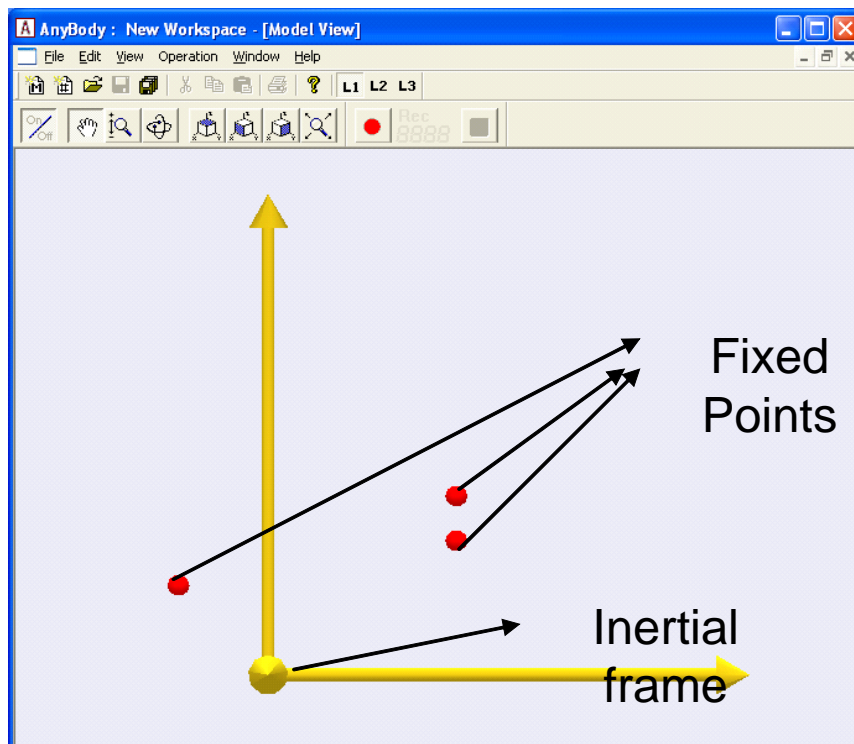 A AnyBody : New Workspace - [Model View]
File Edit View Operation Window Help
M # ? L1 L2 L3
On/Off Rec 8888
Fixed
Points
Inertial
frame